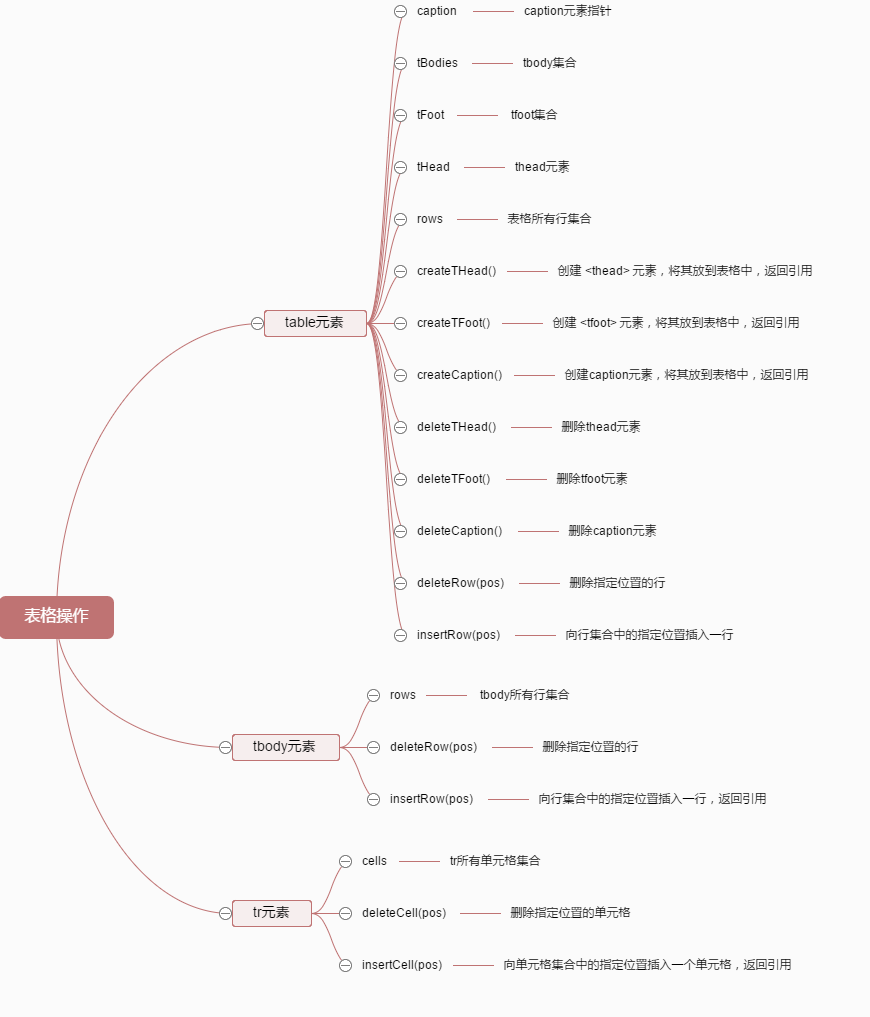 表格操作
table元素
caption caption元素指针
tBodies tbody集合
tFoot tfoot集合
tHead thead元素
rows 表格所有行集合
createTHead() 创建 <thead> 元素，将其放到表格中，返回引用
createTFoot() 创建 <tfoot> 元素，将其放到表格中，返回引用
createCaption() 创建caption元素，将其放到表格中，返回引用
deleteTHead() 删除thead元素
deleteTFoot() 删除tfoot元素
deleteCaption() 删除caption元素
deleteRow(pos) 删除指定位置的行
insertRow(pos) 向行集合中的指定位置插入一行
tbody元素
rows tbody所有行集合
deleteRow(pos) 删除指定位置的行
insertRow(pos) 向行集合中的指定位置插入一行，返回引用
tr元素
cells tr所有单元格集合
deleteCell(pos) 删除指定位置的单元格
insertCell(pos) 向单元格集合中的指定位置插入一个单元格，返回引用